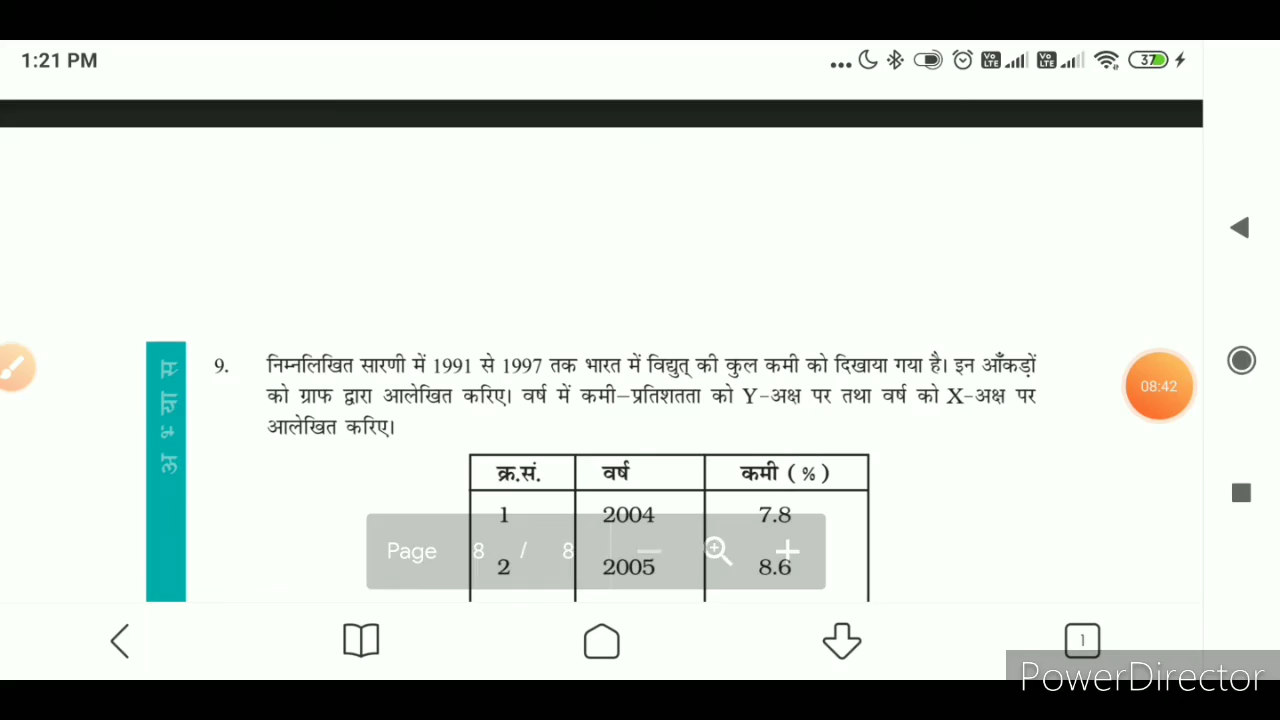 1:21 PM
37
9. निम्नलिखित सारणी में 1991 से 1997 तक भारत में विद्युत् की कुल कमी को दिखाया गया है। इन आँकड़ों
को ग्राफ द्वारा आलेखित करिए। वर्ष में कमी–प्रतिशतता को Y-अक्ष पर तथा वर्ष को X-अक्ष पर
आलेखित करिए।
08:42
अभ्यास
क्र.सं. वर्ष कमी (%)
1 2004 7.8
Page 8 / 8
2 2005 8.6
1
PowerDirector